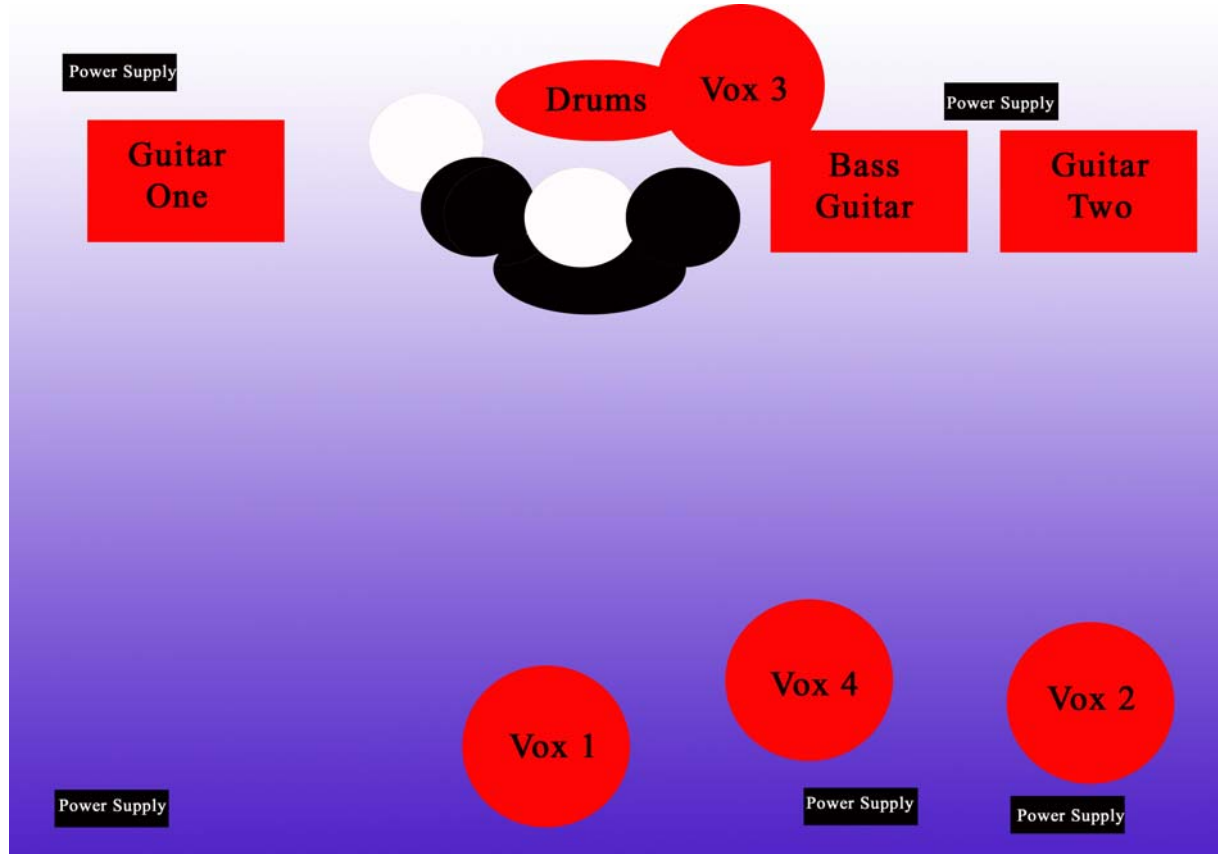 Power Supply
Drums
Vox 3
Power Supply
Guitar
One
Bass
Guitar
Guitar
Two
Vox 1
Vox 4
Vox 2
Power Supply
Power Supply
Power Supply